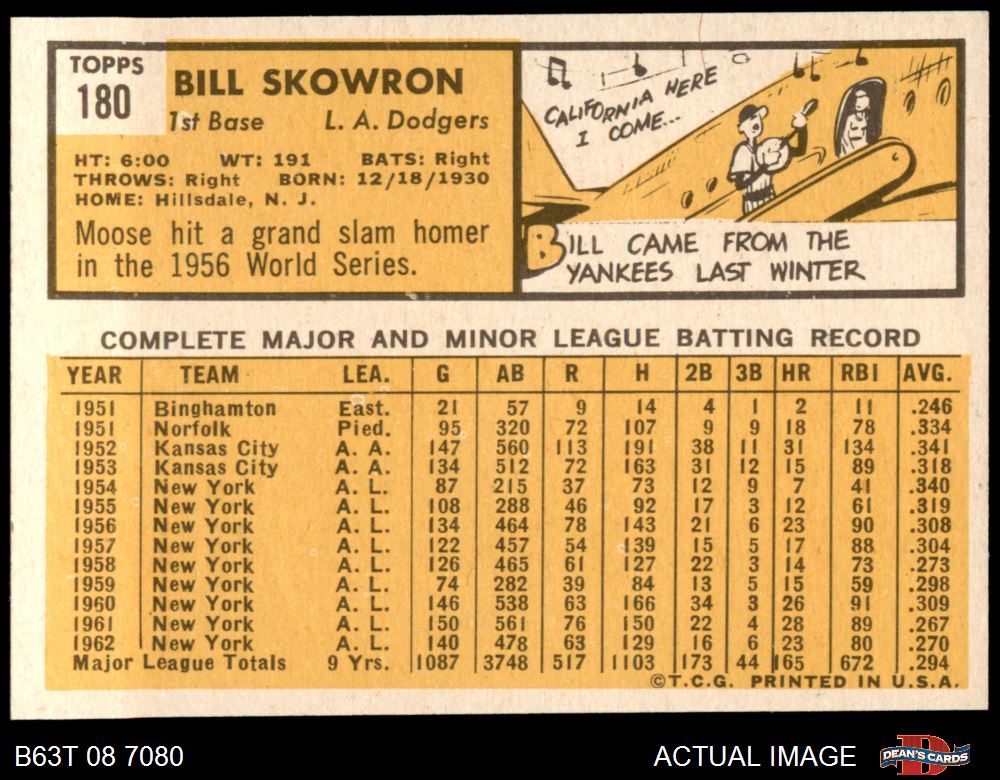 TOPPS
180
BILL SKOWRON
1st Base L. A. Dodgers
HT: 6:00 WT: 191 BATS: Right
THROWS: Right BORN: 12/18/1930
HOME: Hillsdale, N. J.
Moose hit a grand slam homer
in the 1956 World Series.
CALIFORNIA HERE
I COME...
BILL CAME FROM THE
YANKEES LAST WINTER
COMPLETE MAJOR AND MINOR LEAGUE BATTING RECORD
YEAR TEAM LEA. G AB R H 2B 3B HR RBI AVG.
1951 Binghamton East. 21 57 9 14 4 1 2 11 .246
1951 Norfolk Pied. 95 320 72 107 9 9 18 78 .334
1952 Kansas City A. A. 147 560 113 191 38 11 31 134 .341
1953 Kansas City A. A. 134 512 72 163 31 12 15 89 .318
1954 New York A. L. 87 215 37 73 12 9 7 41 .340
1955 New York A. L. 108 288 46 92 17 3 12 61 .319
1956 New York A. L. 134 464 78 143 21 6 23 90 .308
1957 New York A. L. 122 457 54 139 15 5 17 88 .304
1958 New York A. L. 126 465 61 127 22 3 14 73 .273
1959 New York A. L. 74 282 39 84 13 5 15 59 .298
1960 New York A. L. 146 538 63 166 34 3 26 91 .309
1961 New York A. L. 150 561 76 150 22 4 28 89 .267
1962 New York A. L. 140 478 63 129 16 6 23 80 .270
Major League Totals 9 Yrs. 1087 3748 517 1103 173 44 165 672 .294
©T.C.G. PRINTED IN U.S.A.
B63T 08 7080
ACTUAL IMAGE
D
DEAN'S CARDS